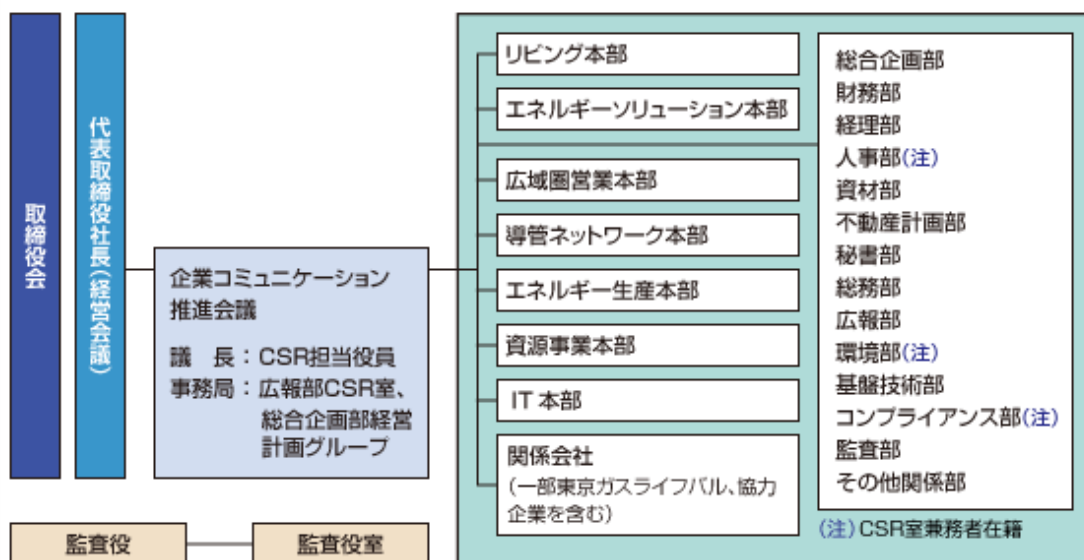 取締役会
代表取締役社長(経営会議)
企業コミュニケーション
推進会議
議 長：CSR担当役員
事務局：広報部CSR室、
総合企画部経営
計画グループ
監査役
監査役室
リビング本部
エネルギーソリューション本部
広域圏営業本部
導管ネットワーク本部
エネルギー生産本部
資源事業本部
IT 本部
関係会社
(一部東京ガスライフバル、協力
企業を含む)
総合企画部
財務部
経理部
人事部(注)
資材部
不動産計画部
秘書部
総務部
広報部
環境部(注)
基盤技術部
コンプライアンス部(注)
監査部
その他関係部
(注)CSR室兼務者在籍